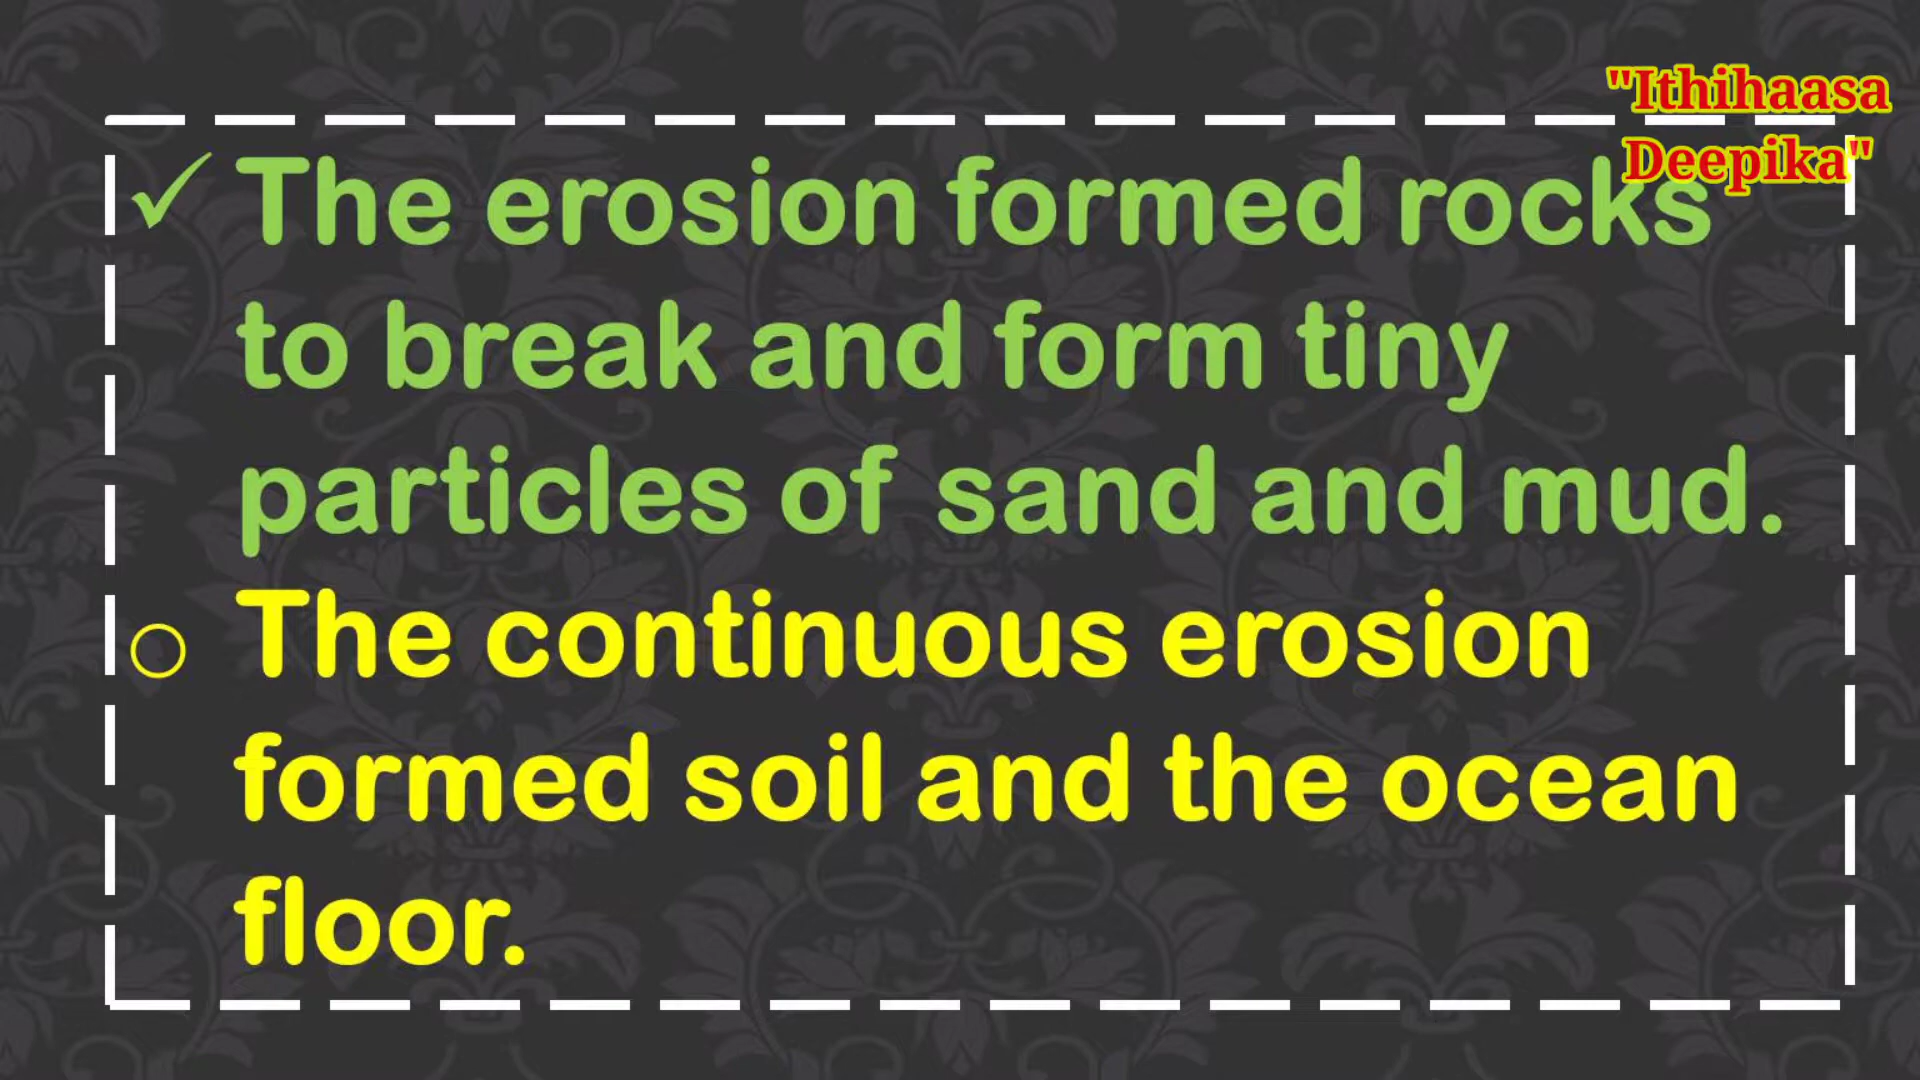 "Ithihaasa
Deepika"
✓ The erosion formed rocks
to break and form tiny
particles of sand and mud.
○ The continuous erosion
formed soil and the ocean
floor.